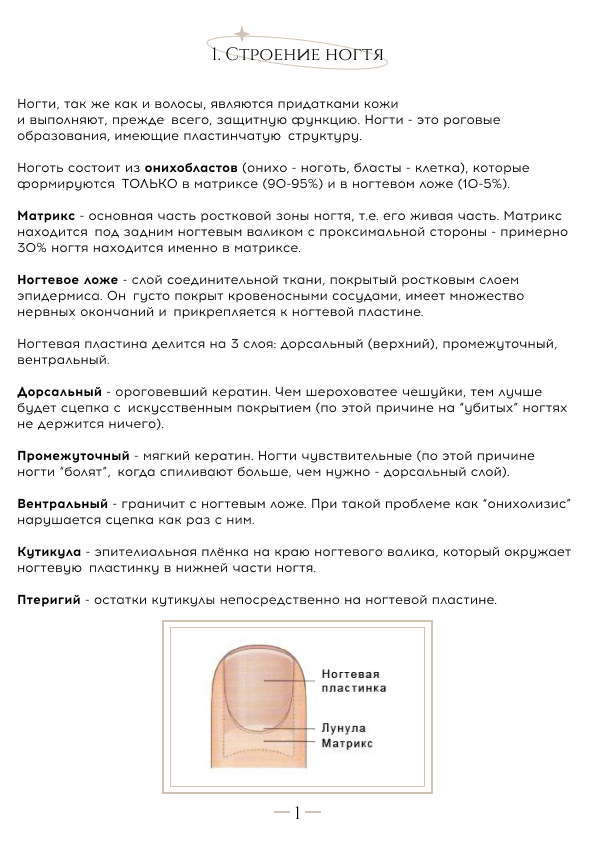 1. Строение ногтя
Ногти, так же как и волосы, являются придатками кожи
и выполняют, прежде всего, защитную функцию. Ногти - это роговые
образования, имеющие пластинчатую структуру.
Ноготь состоит из онихобластов (онихо - ноготь, бласты - клетка), которые
формируются ТОЛЬКО в матриксе (90-95%) и в ногтевом ложе (10-5%).
Матрикс - основная часть ростковой зоны ногтя, т.е. его живая часть. Матрикс
находится под задним ногтевым валиком с проксимальной стороны - примерно
30% ногтя находится именно в матриксе.
Ногтевое ложе - слой соединительной ткани, покрытый ростковым слоем
эпидермиса. Он густо покрыт кровеносными сосудами, имеет множество
нервных окончаний и прикрепляется к ногтевой пластине.
Ногтевая пластина делится на 3 слоя: дорсальный (верхний), промежуточный,
вентральный.
Дорсальный - ороговевший кератин. Чем шероховатее чешуйки, тем лучше
будет сцепка с искусственным покрытием (по этой причине на “убитых” ногтях
не держится ничего).
Промежуточный - мягкий кератин. Ногти чувствительные (по этой причине
ногти “болят”, когда спиливают больше, чем нужно - дорсальный слой).
Вентральный - граничит с ногтевым ложе. При такой проблеме как “онихолизис”
нарушается сцепка как раз с ним.
Кутикула - эпителиальная плёнка на краю ногтевого валика, который окружает
ногтевую пластинку в нижней части ногтя.
Птеригий - остатки кутикулы непосредственно на ногтевой пластине.
Ногтевая
пластинка
Лунула
Матрикс
1